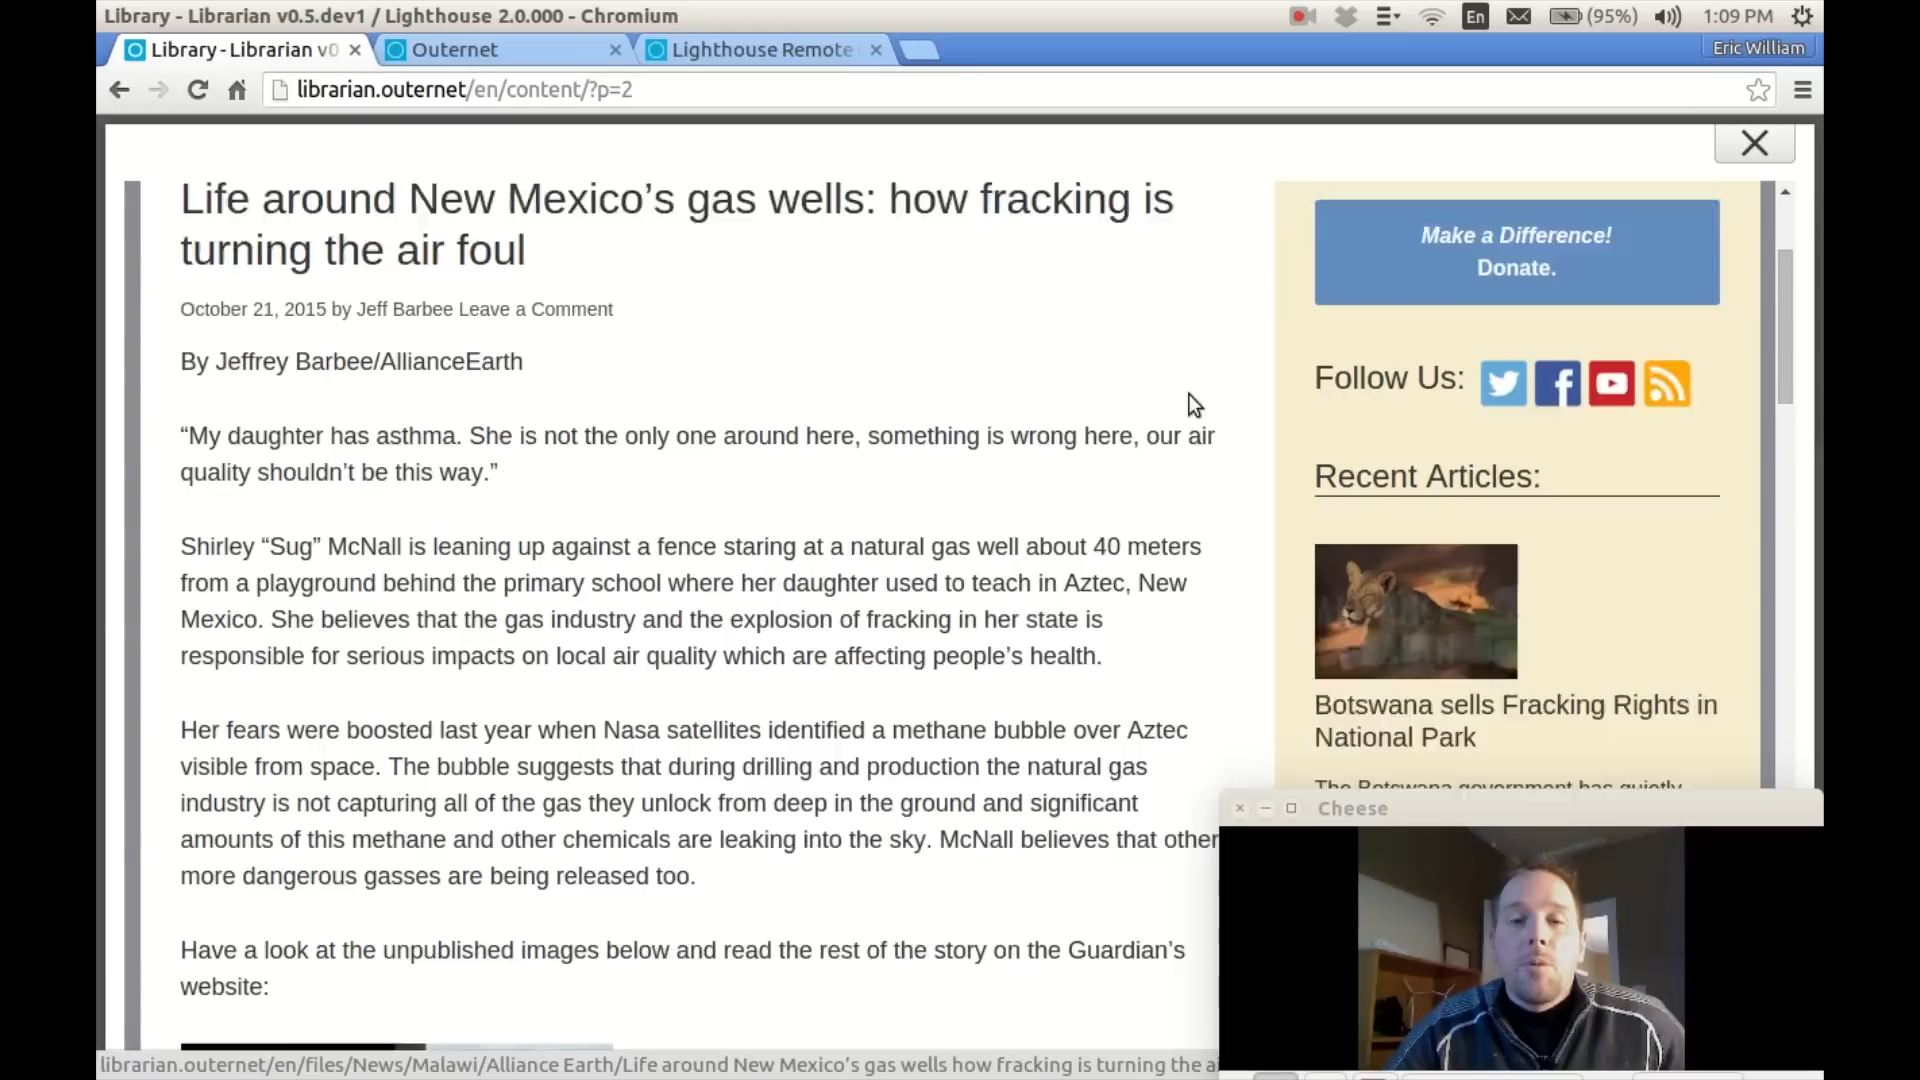 Library - Librarian v0.5.dev1 / Lighthouse 2.0.000 - Chromium
En
(95%)
1:09 PM
Library - Librarian v0
Outernet
Lighthouse Remote
Eric William
librarian.outernet/en/content/?p=2
Life around New Mexico’s gas wells: how fracking is
turning the air foul
October 21, 2015 by Jeff Barbee Leave a Comment
By Jeffrey Barbee/AllianceEarth
“My daughter has asthma. She is not the only one around here, something is wrong here, our air
quality shouldn’t be this way.”
Shirley “Sug” McNall is leaning up against a fence staring at a natural gas well about 40 meters
from a playground behind the primary school where her daughter used to teach in Aztec, New
Mexico. She believes that the gas industry and the explosion of fracking in her state is
responsible for serious impacts on local air quality which are affecting people’s health.
Her fears were boosted last year when Nasa satellites identified a methane bubble over Aztec
visible from space. The bubble suggests that during drilling and production the natural gas
industry is not capturing all of the gas they unlock from deep in the ground and significant
amounts of this methane and other chemicals are leaking into the sky. McNall believes that other
more dangerous gasses are being released too.
Have a look at the unpublished images below and read the rest of the story on the Guardian’s
website:
Make a Difference!
Donate.
Follow Us:
Recent Articles:
Botswana sells Fracking Rights in
National Park
The Botswana government has quietly
Cheese
librarian.outernet/en/files/News/Malawi/Alliance Earth/Life around New Mexico’s gas wells how fracking is turning the ai